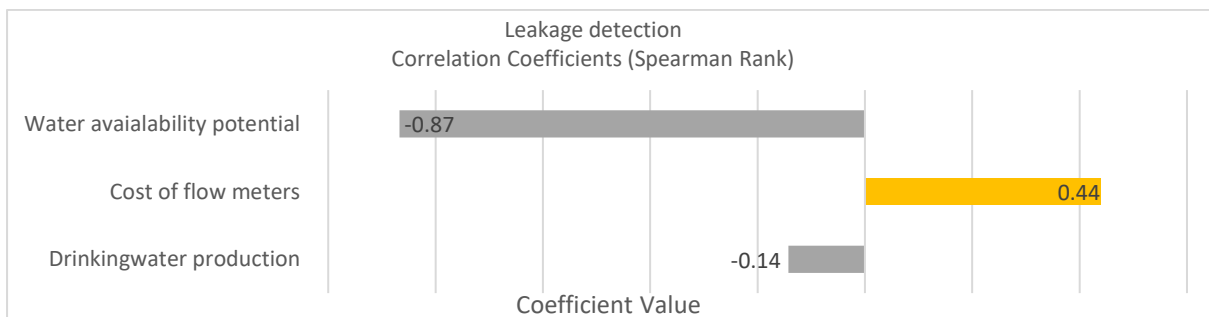 Leakage detection
Correlation Coefficients (Spearman Rank)
Water avaialability potential
-0.87
Cost of flow meters
0.44
Drinkingwater production
-0.14
Coefficient Value